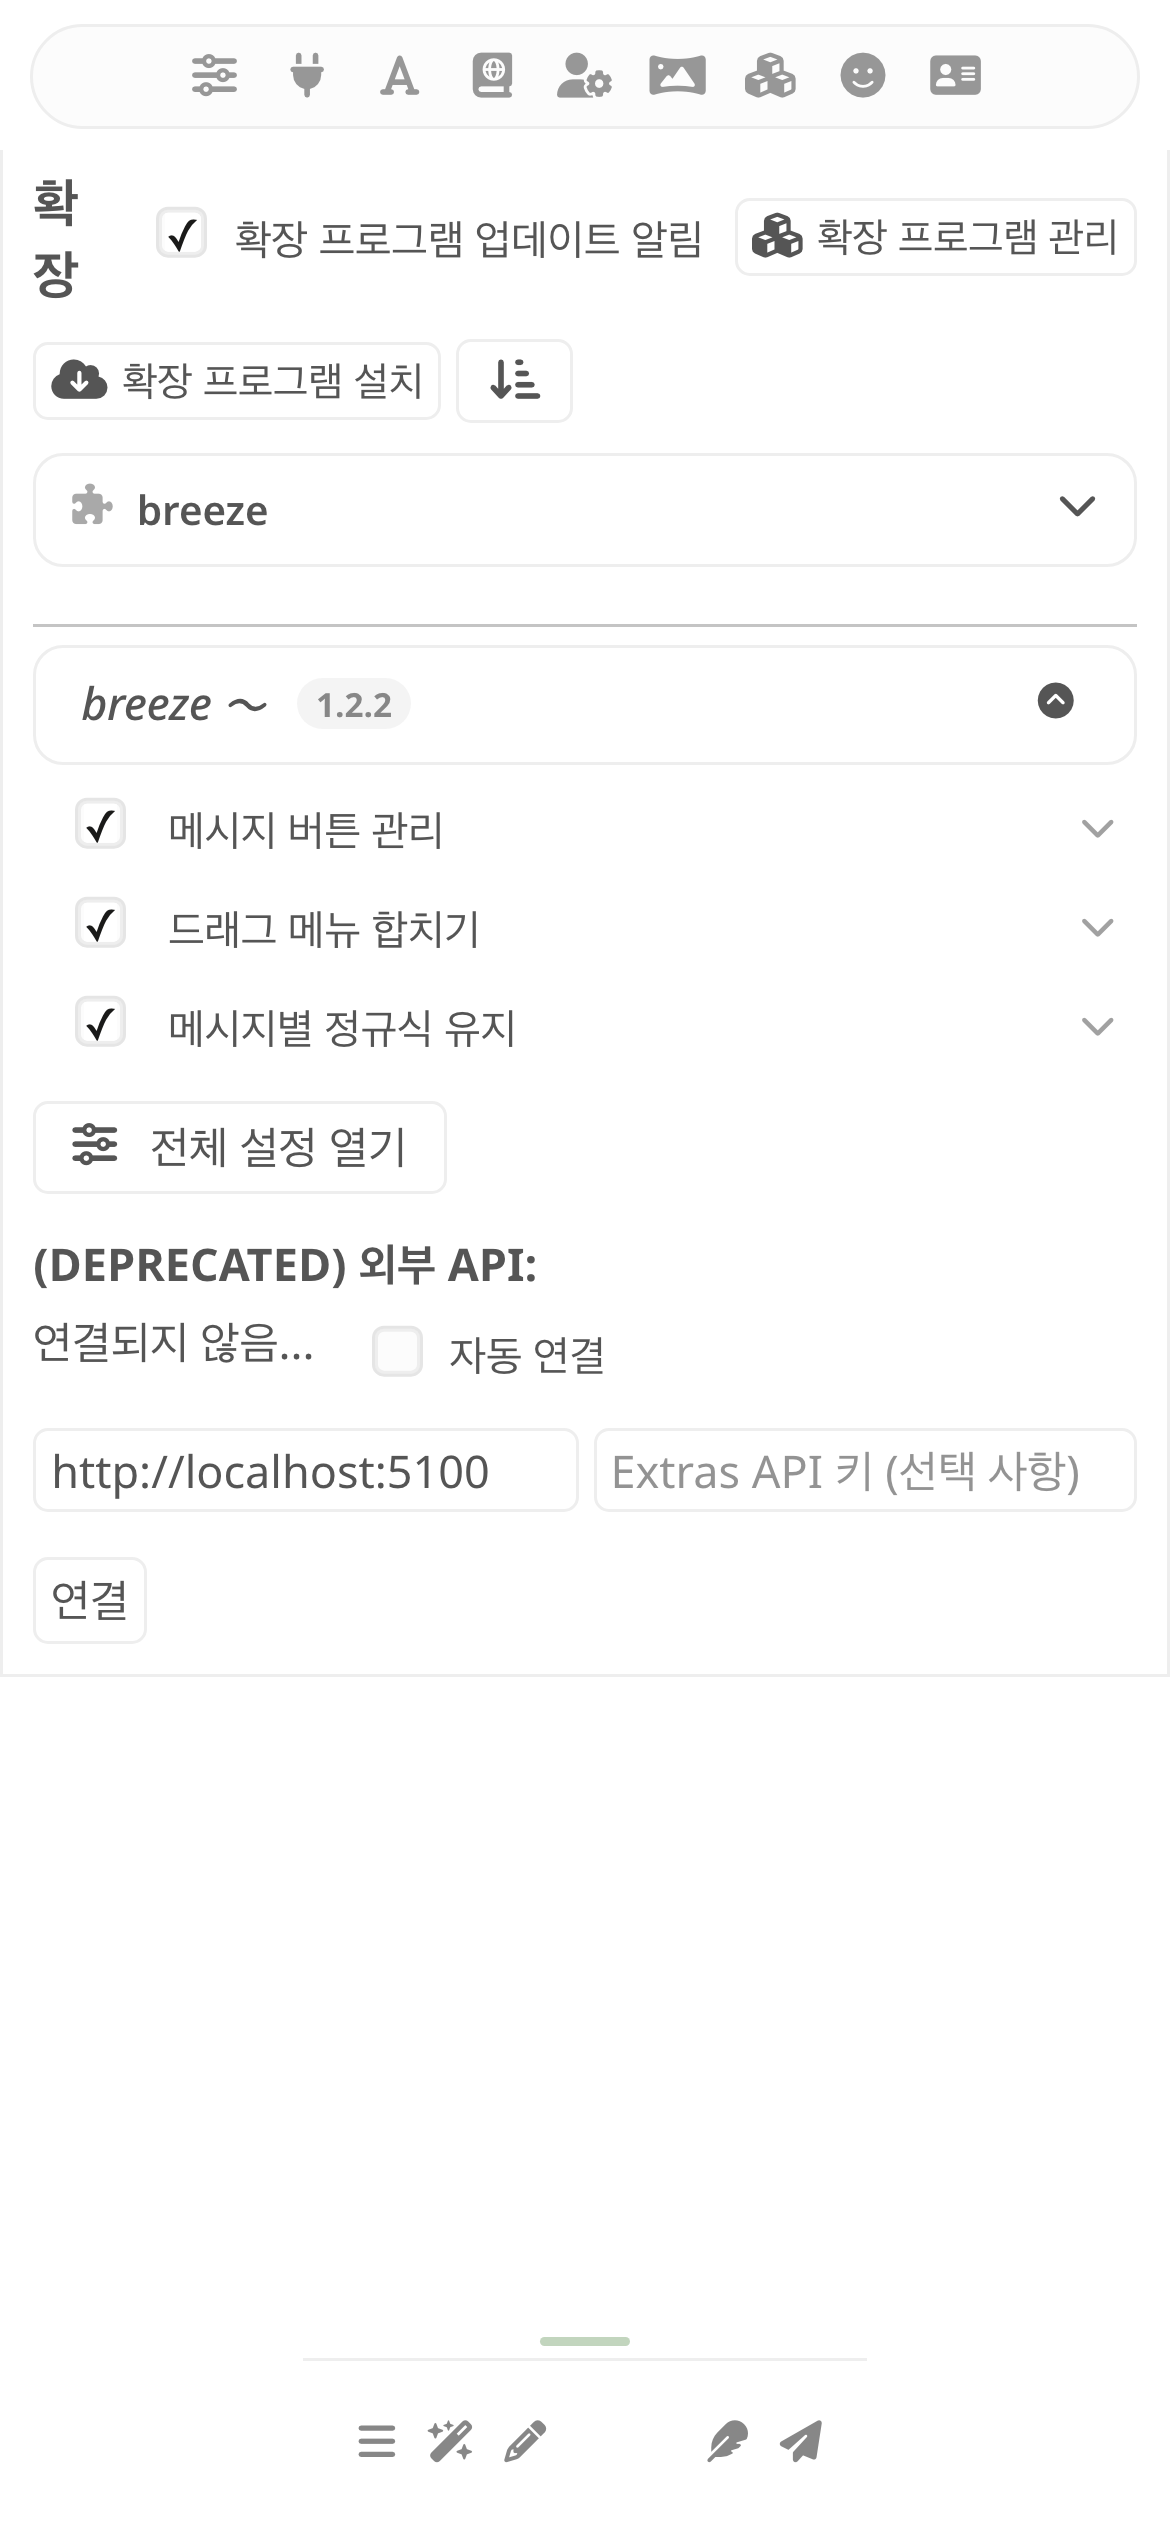 확
장
확장 프로그램 업데이트 알림
확장 프로그램 관리
확장 프로그램 설치
breeze
breeze ～ 1.2.2
메시지 버튼 관리
드래그 메뉴 합치기
메시지별 정규식 유지
전체 설정 열기
(DEPRECATED) 외부 API:
연결되지 않음... 자동 연결
http://localhost:5100
Extras API 키 (선택 사항)
연결